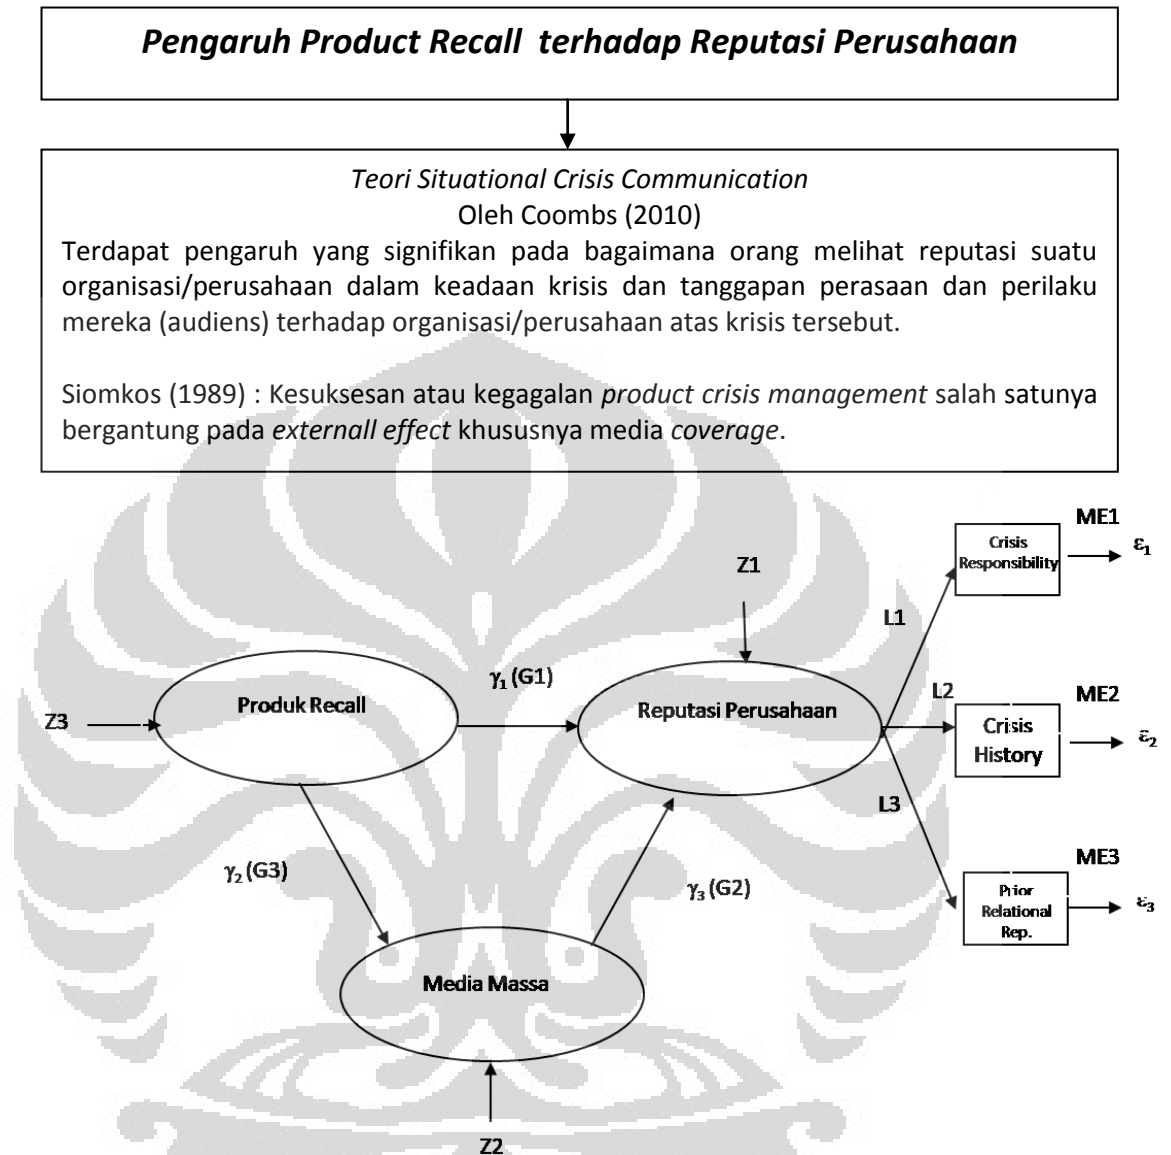 Pengaruh Product Recall terhadap Reputasi Perusahaan
Teori Situational Crisis Communication
Oleh Coombs (2010)
Terdapat pengaruh yang signifikan pada bagaimana orang melihat reputasi suatu
organisasi/perusahaan dalam keadaan krisis dan tanggapan perasaan dan perilaku
mereka (audiens) terhadap organisasi/perusahaan atas krisis tersebut.
Siomkos (1989) : Kesuksesan atau kegagalan product crisis management salah satunya
bergantung pada externall effect khususnya media coverage.
ME1
Crisis
Responsibility
ε₁
Z1
L1
γ₁ (G1)
Produk Recall
Reputasi Perusahaan
Z3
L2
ME2
Crisis
History
ε₂
L3
γ₂ (G3)
γ₃ (G2)
ME3
Prior
Relational
Rep.
ε₃
Media Massa
Z2